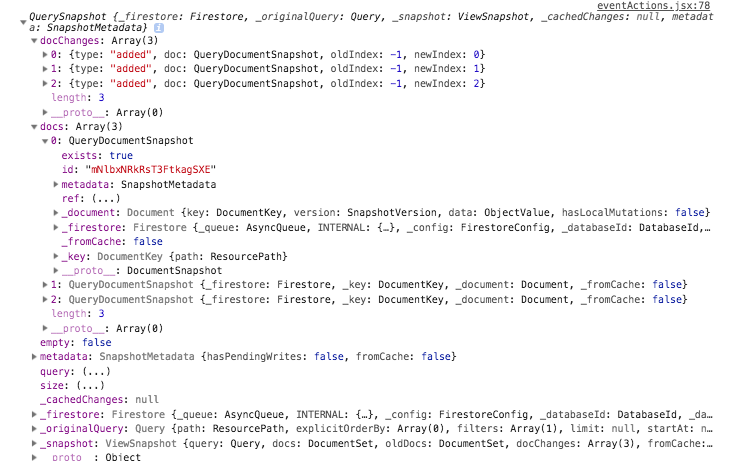 eventActions.jsx:78
QuerySnapshot {_firestore: Firestore, _originalQuery: Query, _snapshot: ViewSnapshot, _cachedChanges: null, metadat
a: SnapshotMetadata} i
docChanges: Array(3)
0: {type: "added", doc: QueryDocumentSnapshot, oldIndex: -1, newIndex: 0}
1: {type: "added", doc: QueryDocumentSnapshot, oldIndex: -1, newIndex: 1}
2: {type: "added", doc: QueryDocumentSnapshot, oldIndex: -1, newIndex: 2}
length: 3
__proto__: Array(0)
docs: Array(3)
0: QueryDocumentSnapshot
exists: true
id: "mNlbxNRkRsT3FtkagSXE"
metadata: SnapshotMetadata
ref: (...)
_document: Document {key: DocumentKey, version: SnapshotVersion, data: ObjectValue, hasLocalMutations: false}
_firestore: Firestore {_queue: AsyncQueue, INTERNAL: {…}, _config: FirestoreConfig, _databaseId: DatabaseId,…
_fromCache: false
_key: DocumentKey {path: ResourcePath}
__proto__: DocumentSnapshot
1: QueryDocumentSnapshot {_firestore: Firestore, _key: DocumentKey, _document: Document, _fromCache: false}
2: QueryDocumentSnapshot {_firestore: Firestore, _key: DocumentKey, _document: Document, _fromCache: false}
length: 3
__proto__: Array(0)
empty: false
metadata: SnapshotMetadata {hasPendingWrites: false, fromCache: false}
query: (...)
size: (...)
_cachedChanges: null
_firestore: Firestore {_queue: AsyncQueue, INTERNAL: {…}, _config: FirestoreConfig, _databaseId: DatabaseId, _da…
_originalQuery: Query {path: ResourcePath, explicitOrderBy: Array(0), filters: Array(1), limit: null, startAt: n…
_snapshot: ViewSnapshot {query: Query, docs: DocumentSet, oldDocs: DocumentSet, docChanges: Array(3), fromCache:…
__proto__: Object